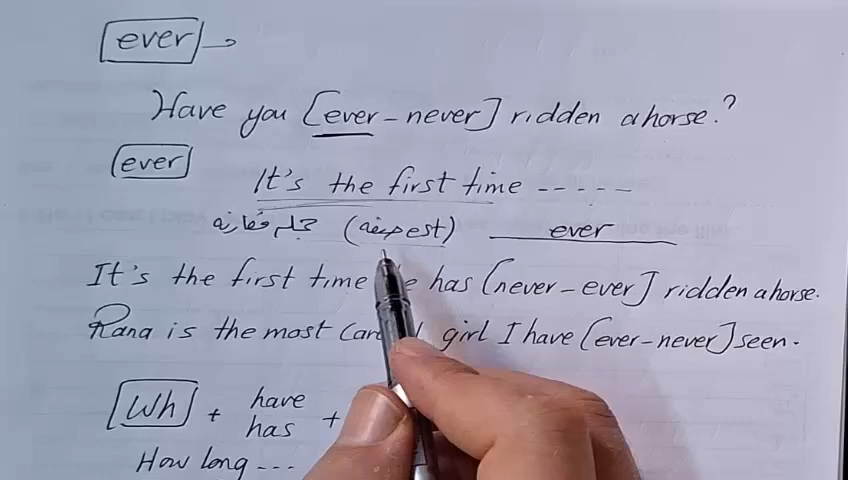 ever →
Have you [ever - never] ridden a horse.?
ever
It's the first time - - - - -
جمل مقارنه (صفه est) ever
It's the first time has [never - ever] ridden a horse.
Rana is the most girl I have [ever - never] seen.
Wh + have has +
How long ---